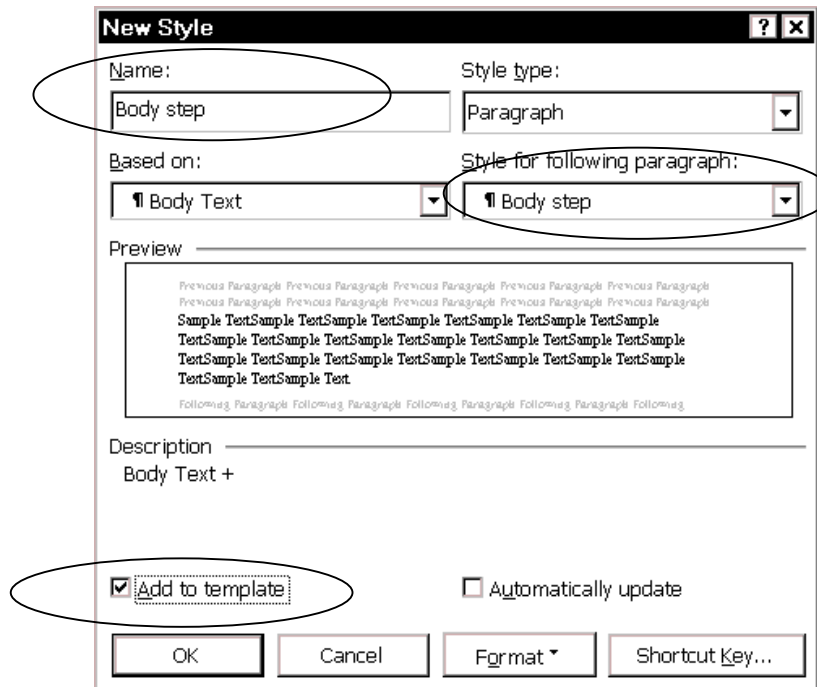 New Style
Name:
Style type:
Body step
Paragraph
Based on:
Style for following paragraph:
¶ Body Text
¶ Body step
Preview
Previous Paragraph Previous Paragraph Previous Paragraph Previous Paragraph Previous Paragraph
Previous Paragraph Previous Paragraph Previous Paragraph Previous Paragraph Previous Paragraph
Sample TextSample TextSample TextSample TextSample TextSample TextSample
TextSample TextSample TextSample TextSample TextSample TextSample TextSample
TextSample TextSample TextSample TextSample TextSample TextSample TextSample
TextSample TextSample Text
Following Paragraph Following Paragraph Following Paragraph Following Paragraph Following
Description
Body Text +
Add to template
Automatically update
OK
Cancel
Format
Shortcut Key...